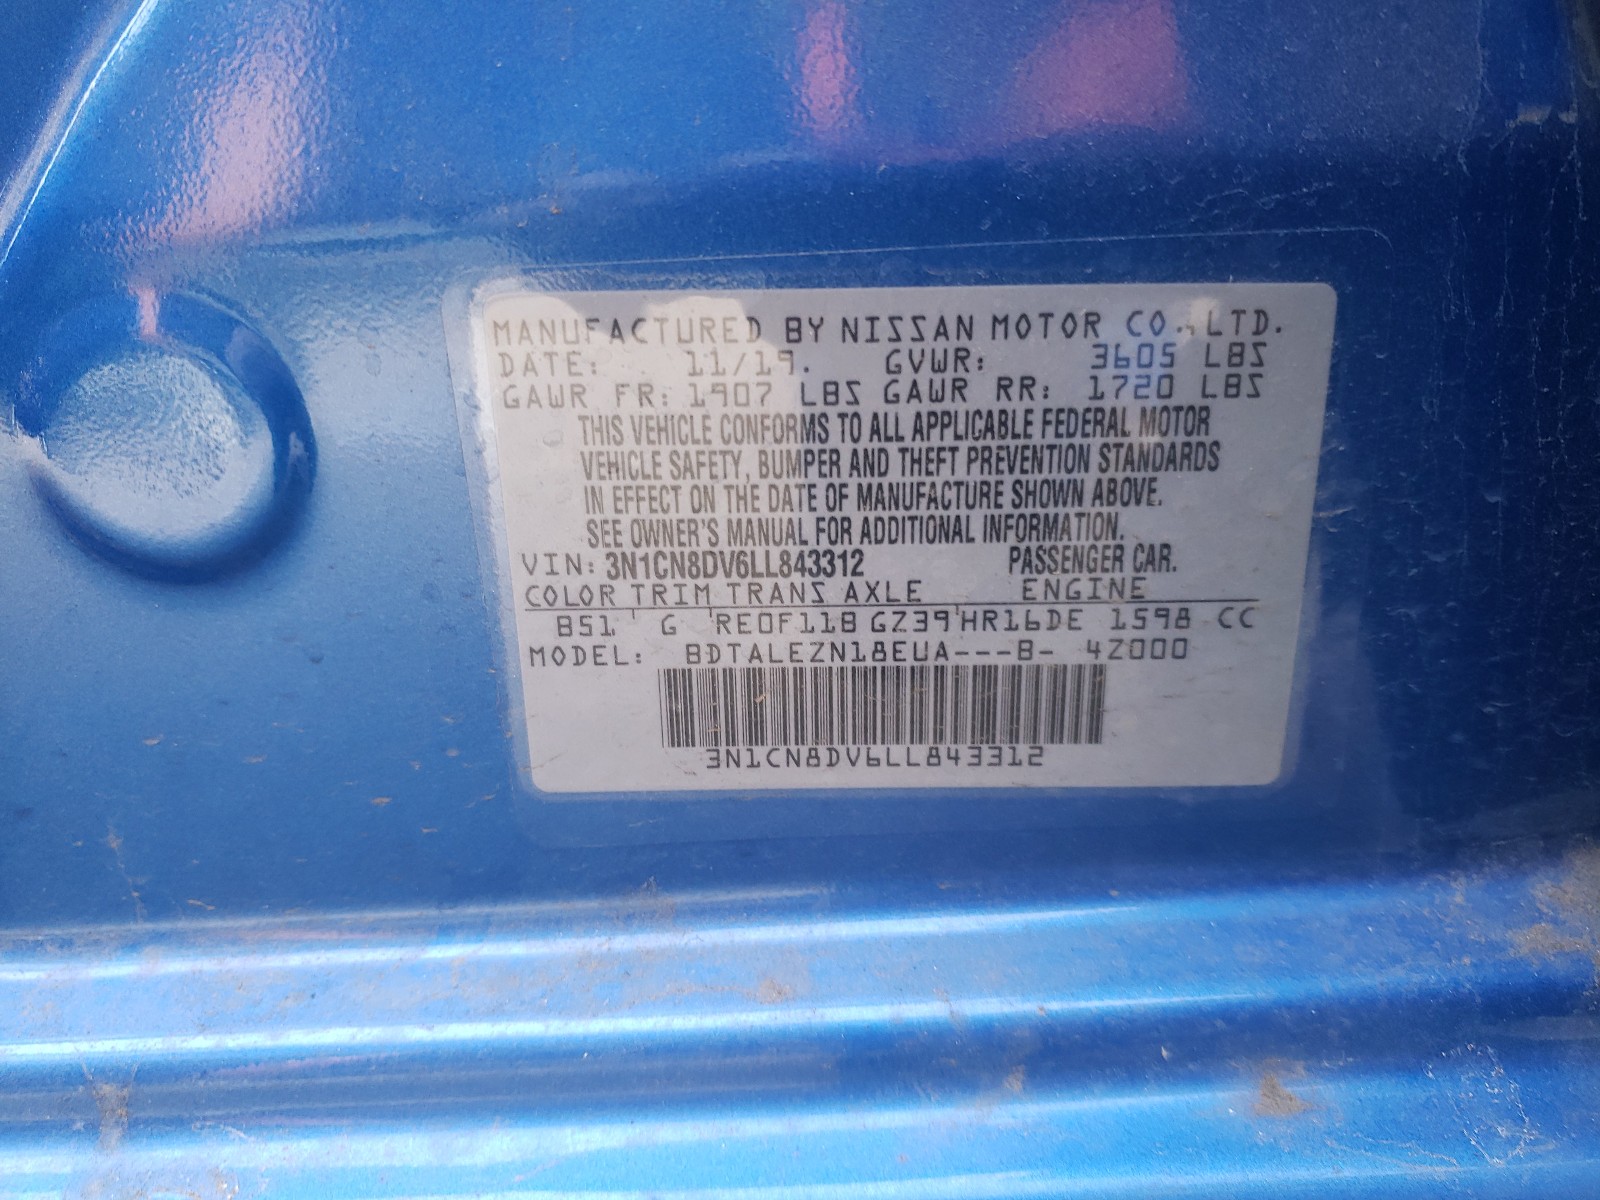 MANUFACTURED BY NISSAN MOTOR CO., LTD.
DATE: 11/19. GVWR: 3605 LBS
GAWR FR: 1907 LBS GAWR RR: 1720 LBS
THIS VEHICLE CONFORMS TO ALL APPLICABLE FEDERAL MOTOR
VEHICLE SAFETY, BUMPER AND THEFT PREVENTION STANDARDS
IN EFFECT ON THE DATE OF MANUFACTURE SHOWN ABOVE.
SEE OWNER'S MANUAL FOR ADDITIONAL INFORMATION.
VIN: 3N1CN8DV6LL843312 PASSENGER CAR.
COLOR TRIM TRANS AXLE ENGINE
B51 G RE0F11B GZ39 HR16DE 1598 CC
MODEL: BDTALEZN18EUA---B- 4Z000
3N1CN8DV6LL843312